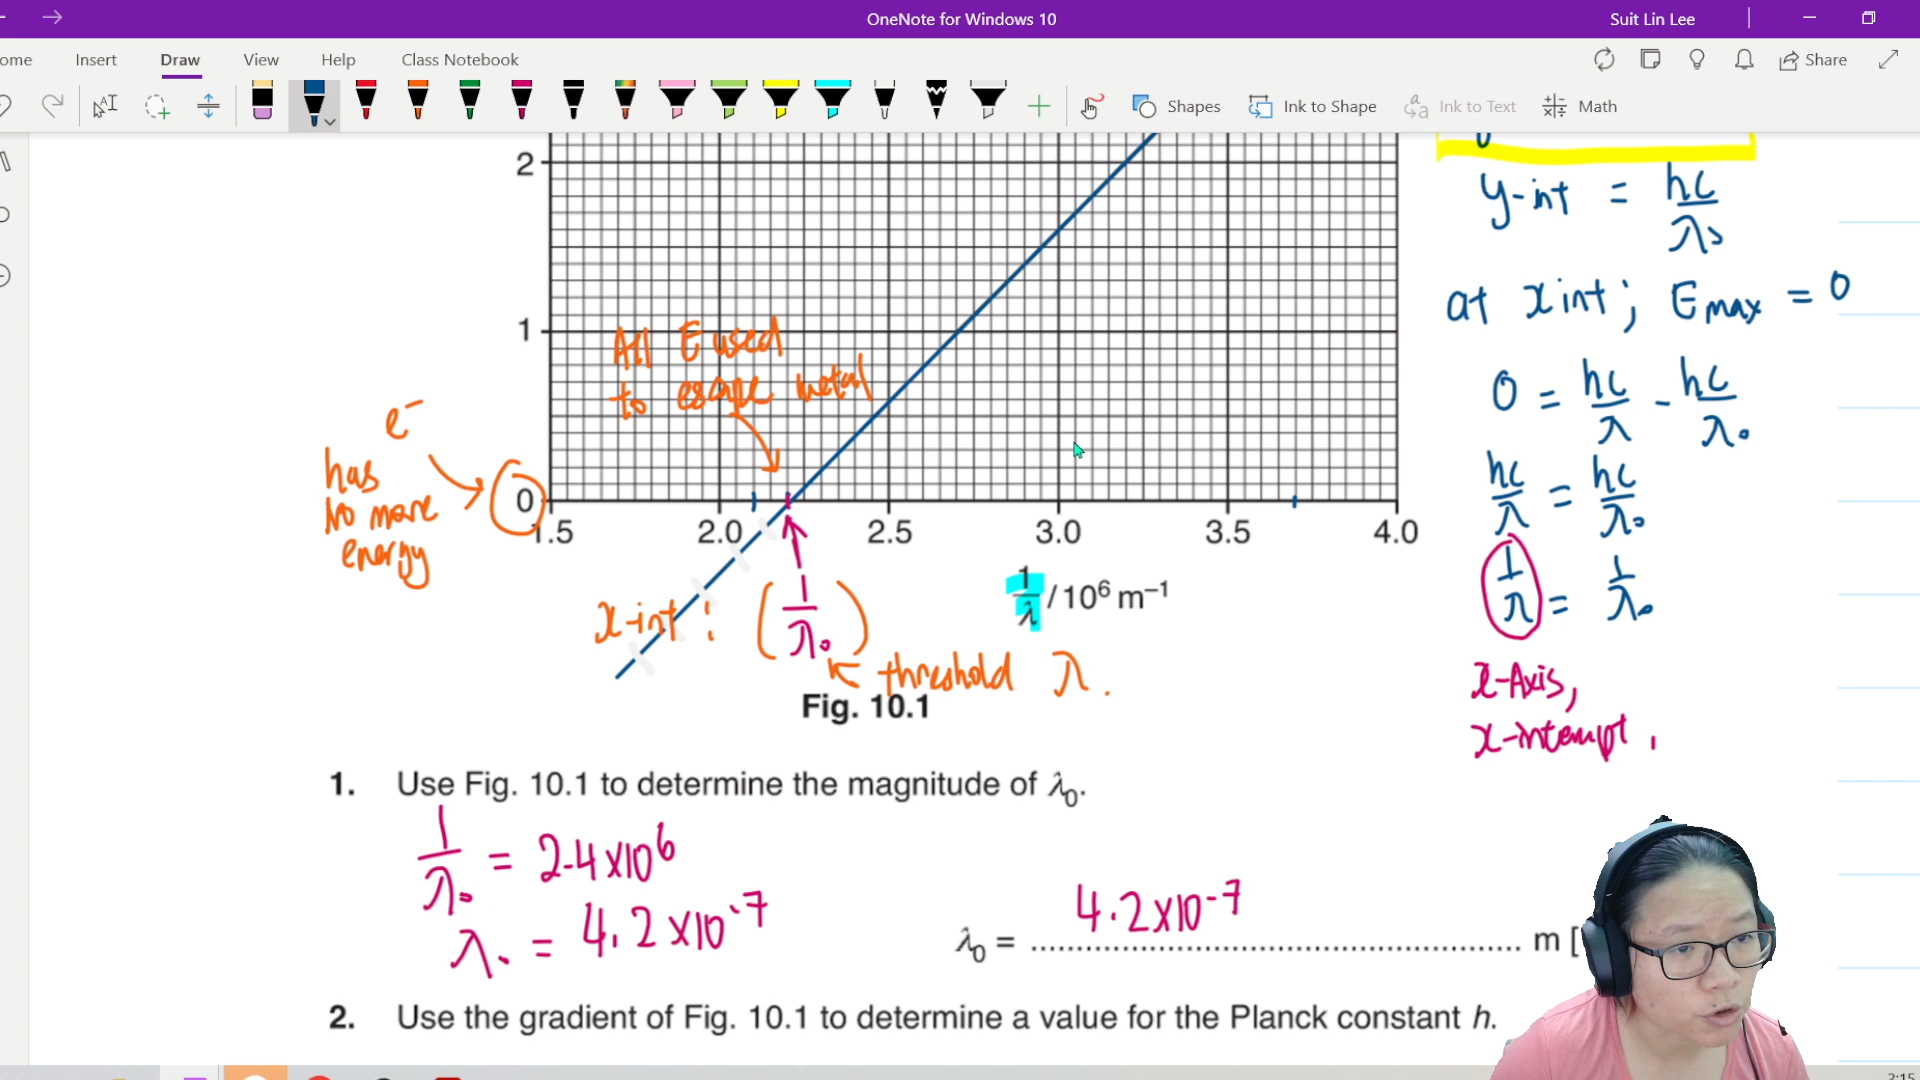 OneNote for Windows 10
Suit Lin Lee
ome Insert Draw View Help Class Notebook
Share
Shapes Ink to Shape Ink to Text Math
2
1
0
1.5 2.0 2.5 3.0 3.5 4.0
1/λ / 10⁶ m⁻¹
All E used
to escape metal
e⁻
has
no more
energy
x-int : (1/λ₀)
threshold λ.
Fig. 10.1
y-int = hc/λ₀
at x int; Emax = 0
0 = hc/λ - hc/λ₀
hc/λ = hc/λ₀
1/λ = 1/λ₀
x-Axis,
x-intercept.
1. Use Fig. 10.1 to determine the magnitude of λ₀.
1/λ₀ = 2.4x10⁶
λ₀ = 4.2x10⁻⁷
4.2x10⁻⁷
λ₀ = ........................................................ m [
2. Use the gradient of Fig. 10.1 to determine a value for the Planck constant h.